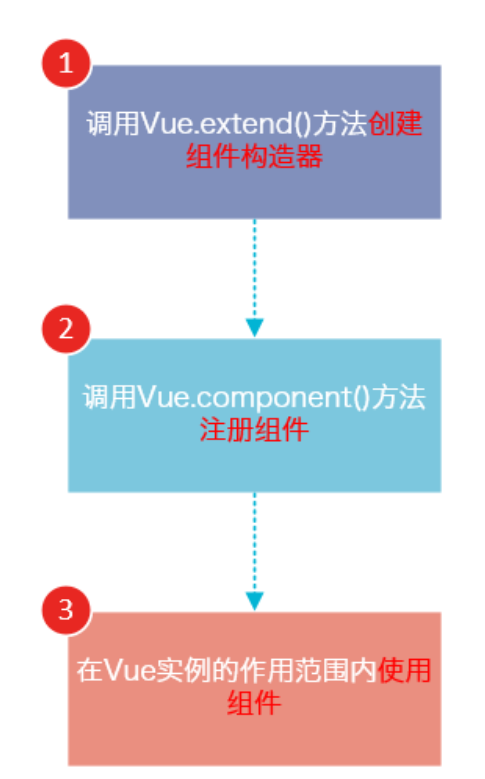 1
调用Vue.extend()方法创建
组件构造器
2
调用Vue.component()方法
注册组件
3
在Vue实例的作用范围内使用
组件